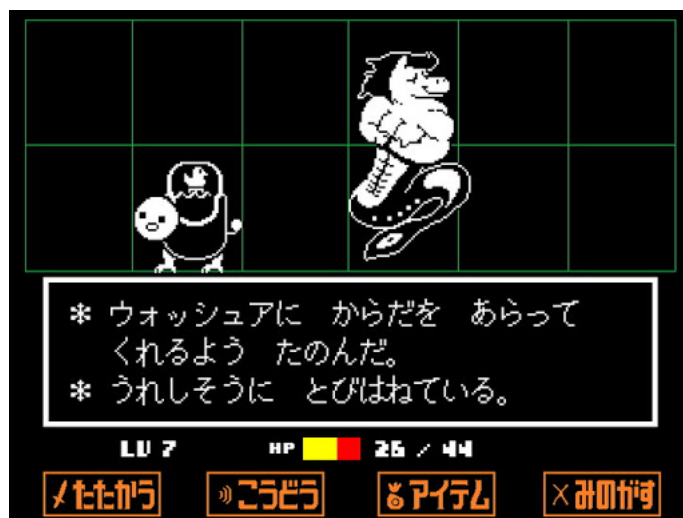 * ウォッシュアに からだを あらって
くれるよう たのんだ。
* うれしそうに とびはねている。
LV 7 HP 26 / 44
たたかう こうどう アイテム みのがす